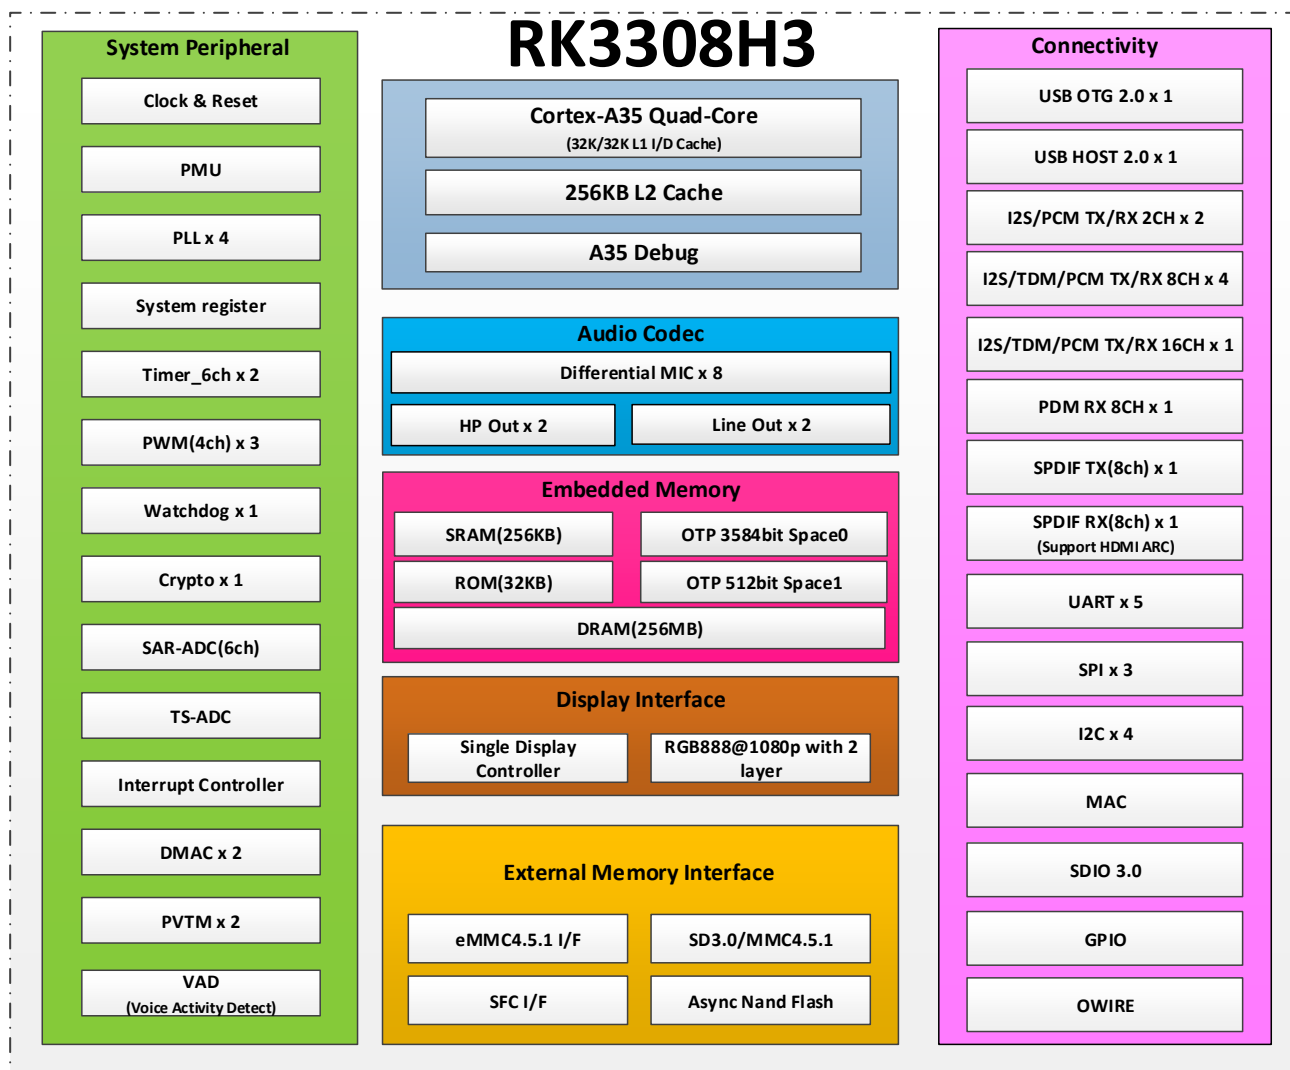 RK3308H3
System Peripheral
Clock & Reset
PMU
PLL x 4
System register
Timer_6ch x 2
PWM(4ch) x 3
Watchdog x 1
Crypto x 1
SAR-ADC(6ch)
TS-ADC
Interrupt Controller
DMAC x 2
PVTM x 2
VAD
(Voice Activity Detect)
Cortex-A35 Quad-Core
(32K/32K L1 I/D Cache)
256KB L2 Cache
A35 Debug
Audio Codec
Differential MIC x 8
HP Out x 2
Line Out x 2
Embedded Memory
SRAM(256KB)
OTP 3584bit Space0
ROM(32KB)
OTP 512bit Space1
DRAM(256MB)
Display Interface
Single Display
Controller
RGB888@1080p with 2
layer
External Memory Interface
eMMC4.5.1 I/F
SD3.0/MMC4.5.1
SFC I/F
Async Nand Flash
Connectivity
USB OTG 2.0 x 1
USB HOST 2.0 x 1
I2S/PCM TX/RX 2CH x 2
I2S/TDM/PCM TX/RX 8CH x 4
I2S/TDM/PCM TX/RX 16CH x 1
PDM RX 8CH x 1
SPDIF TX(8ch) x 1
SPDIF RX(8ch) x 1
(Support HDMI ARC)
UART x 5
SPI x 3
I2C x 4
MAC
SDIO 3.0
GPIO
OWIRE